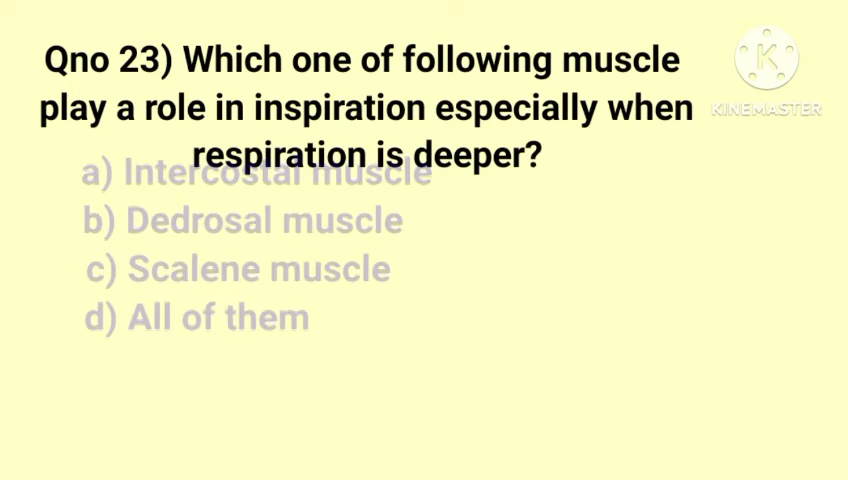 Qno 23) Which one of following muscle
play a role in inspiration especially when
respiration is deeper?
a) Intercostal muscle
b) Dedrosal muscle
c) Scalene muscle
d) All of them
K
KINEMASTER